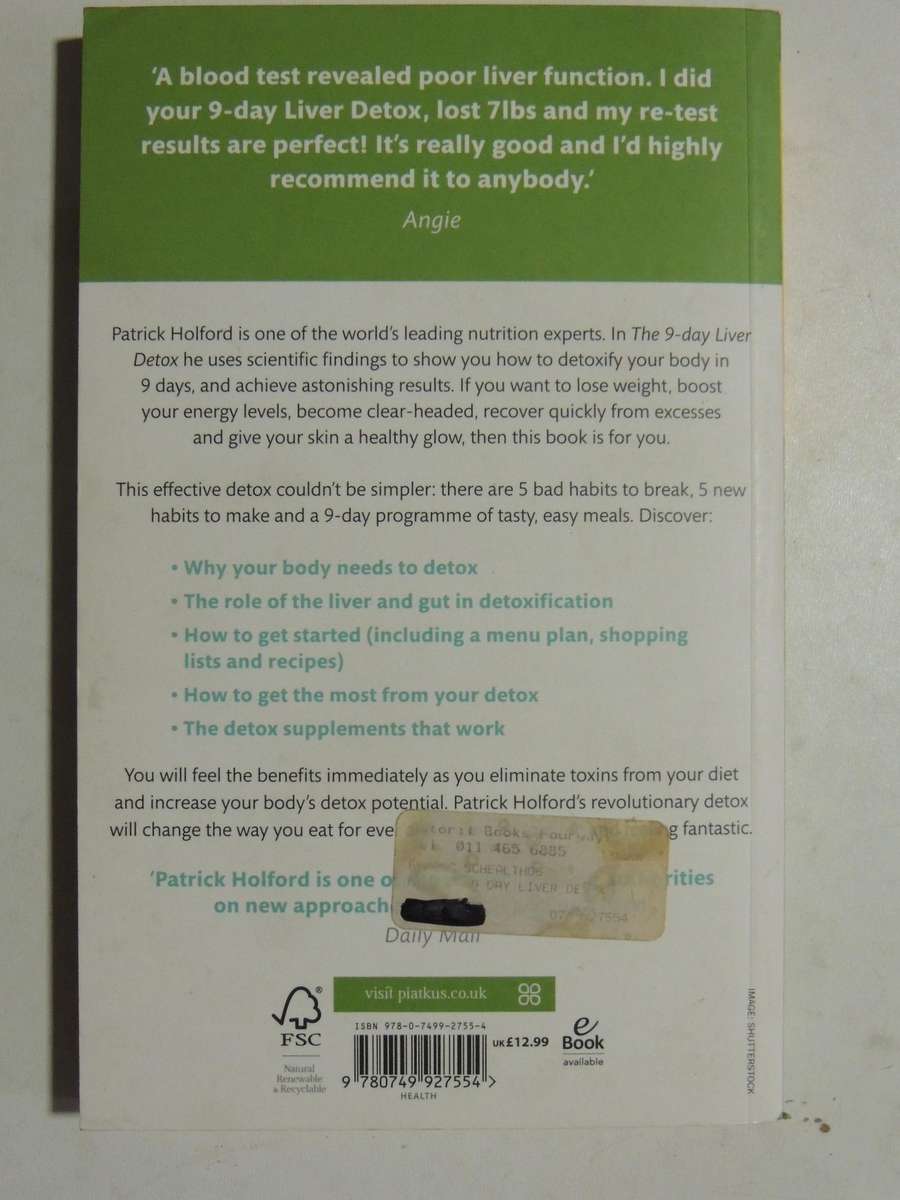 ‘A blood test revealed poor liver function. I did
your 9-day Liver Detox, lost 7lbs and my re-test
results are perfect! It’s really good and I’d highly
recommend it to anybody.’
Angie
Patrick Holford is one of the world’s leading nutrition experts. In The 9-day Liver
Detox he uses scientific findings to show you how to detoxify your body in
9 days, and achieve astonishing results. If you want to lose weight, boost
your energy levels, become clear-headed, recover quickly from excesses
and give your skin a healthy glow, then this book is for you.
This effective detox couldn’t be simpler: there are 5 bad habits to break, 5 new
habits to make and a 9-day programme of tasty, easy meals. Discover:
• Why your body needs to detox
• The role of the liver and gut in detoxification
• How to get started (including a menu plan, shopping
lists and recipes)
• How to get the most from your detox
• The detox supplements that work
You will feel the benefits immediately as you eliminate toxins from your diet
and increase your body’s detox potential. Patrick Holford’s revolutionary detox
will change the way you eat for fantastic.
Books
011 465 6885
SCHEALTH06
DAY LIVER DE
‘Patrick Holford is one
on new
Daily Mail
visit piatkus.co.uk
FSC®
Natural
Renewable
& Recyclable
ISBN 978-0-7499-2755-4
9 780749 927554 >
HEALTH
UK £12.99
e
Book
available
IMAGE: SHUTTERSTOCK